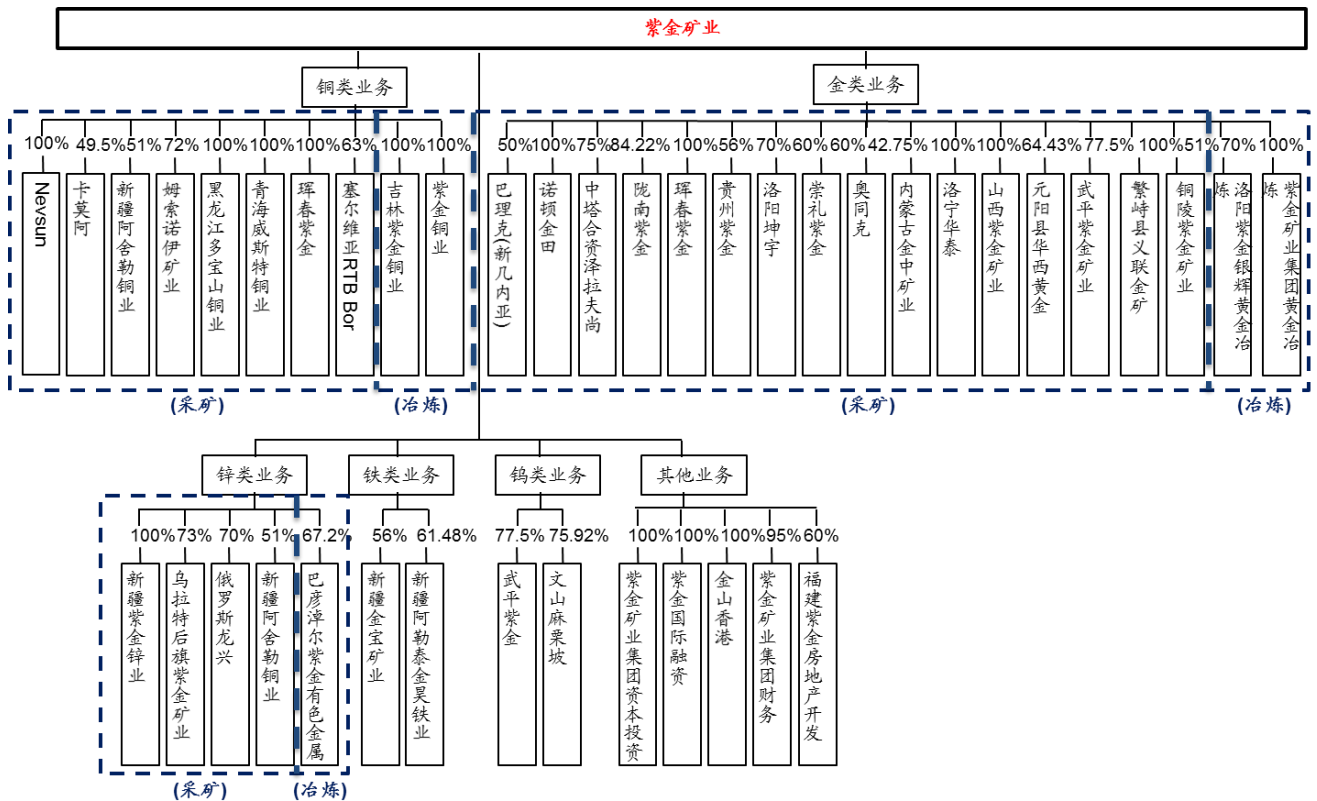 紫金矿业
铜类业务
金类业务
100%
49.5%
51%
72%
100%
100%
100%
63%
100%
100%
50%
100%
75%
84.22%
100%
56%
70%
60%
60%
42.75%
100%
100%
64.43%
77.5%
100%
51%
70%
100%
Nevsun
卡莫阿
新疆阿舍勒铜业
姆索诺伊矿业
黑龙江多宝山铜业
青海威斯特铜业
珲春紫金
塞尔维亚RTB Bor
吉林紫金铜业
紫金铜业
巴理克(新几内亚)
诺顿金田
中塔合资泽拉夫尚
陇南紫金
珲春紫金
贵州紫金
洛阳坤宇
崇礼紫金
奥同克
内蒙古金中矿业
洛宁华泰
山西紫金矿业
元阳县华西黄金
武平紫金矿业
繁峙县义联金矿
铜陵紫金矿业
洛阳紫金银辉黄金冶
炼
紫金矿业集团黄金冶
炼
(采矿)
(冶炼)
(采矿)
(冶炼)
锌类业务
铁类业务
钨类业务
其他业务
100%
73%
70%
51%
67.2%
56%
61.48%
77.5%
75.92%
100%
100%
100%
95%
60%
新疆紫金锌业
乌拉特后旗紫金矿业
俄罗斯龙兴
新疆阿舍勒铜业
巴彦淖尔紫金有色金属
新疆金宝矿业
新疆阿勒泰金昊铁业
武平紫金
文山麻栗坡
紫金矿业集团资本投资
紫金国际融资
金山香港
紫金矿业集团财务
福建紫金房地产开发
(采矿)
(冶炼)